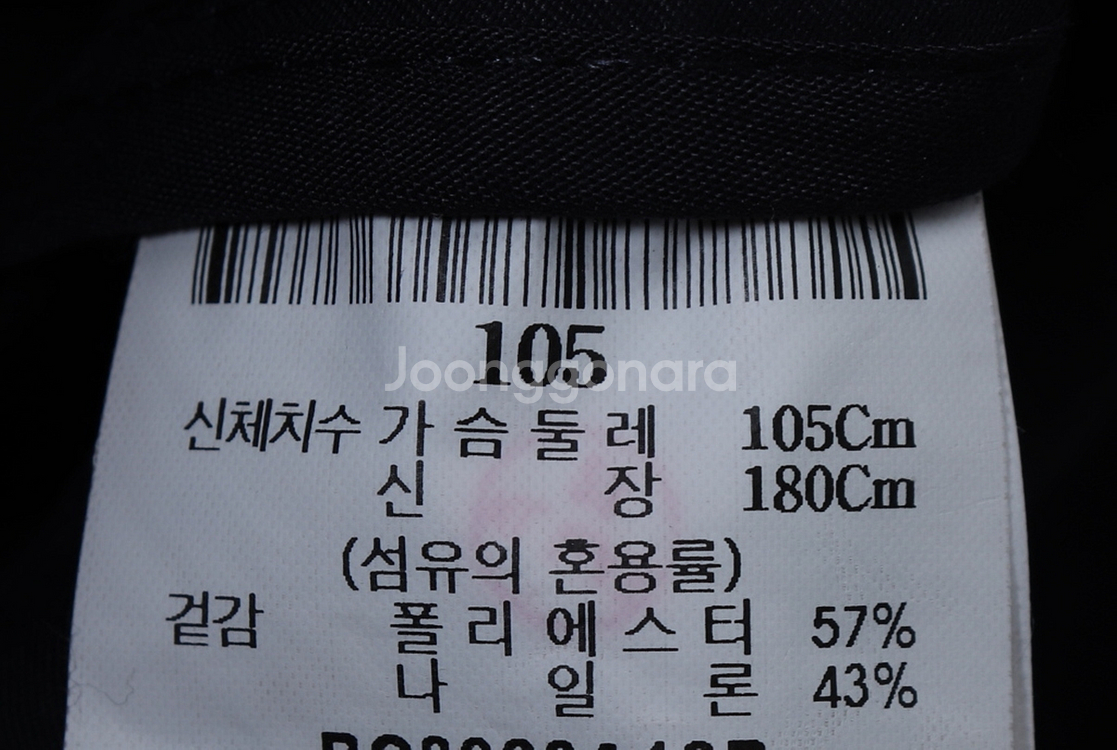 105
Joonggonara
신체치수 가슴둘레 105Cm
신장 180Cm
(섬유의 혼용률)
겉감 폴리에스터 57%
나일론 43%